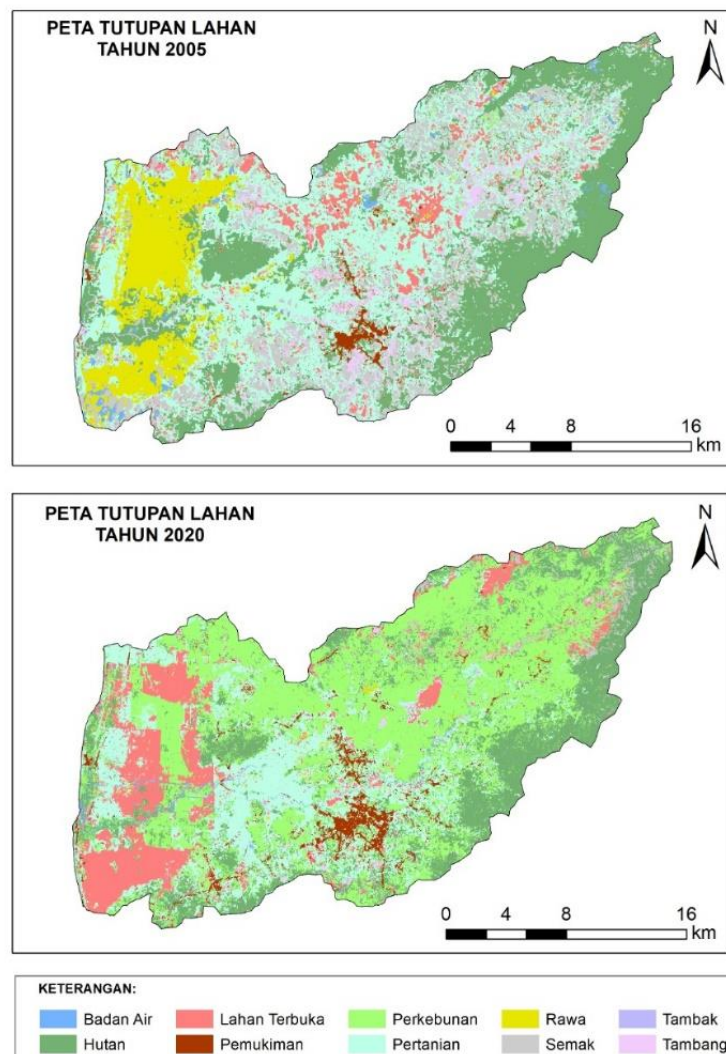 PETA TUTUPAN LAHAN
TAHUN 2005
N
0 4 8 16
km
PETA TUTUPAN LAHAN
TAHUN 2020
N
0 4 8 16
km
KETERANGAN:
Badan Air Lahan Terbuka Perkebunan Rawa Tambak
Hutan Pemukiman Pertanian Semak Tambang